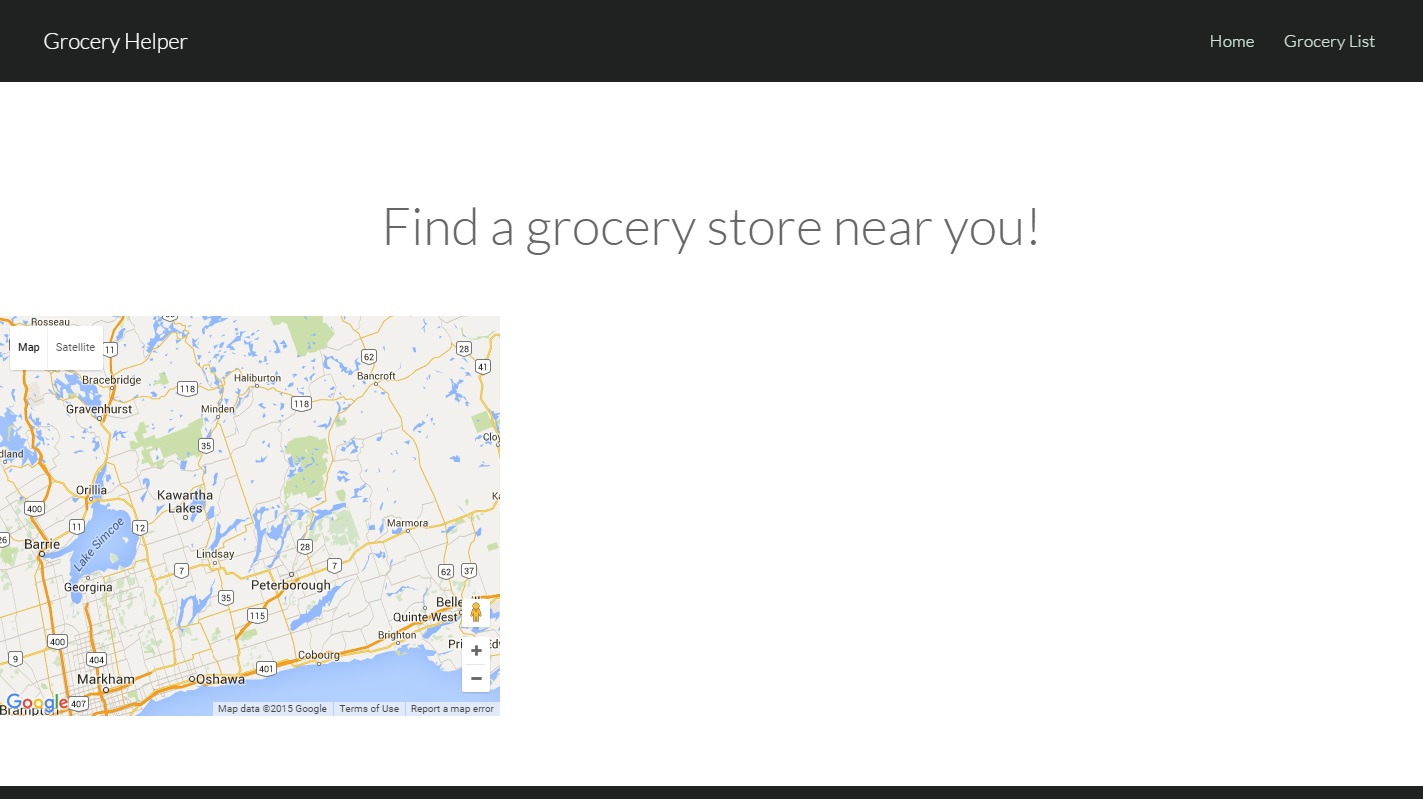 Grocery Helper
Home
Grocery List
Find a grocery store near you!
Rosseau
Map
Satellite
11
62
28
41
Bracebridge
118
Haliburton
Bancroft
Gravenhurst
Minden
118
35
Orillia
Kawartha
Lakes
400
11
12
Marmora
Lake Simcoe
Barrie
28
Lindsay
7
7
62
37
Georgina
Peterborough
35
115
Quinte West
Brighton
400
9
404
401
Cobourg
Markham
Oshawa
Google
407
Map data ©2015 Google
Terms of Use
Report a map error